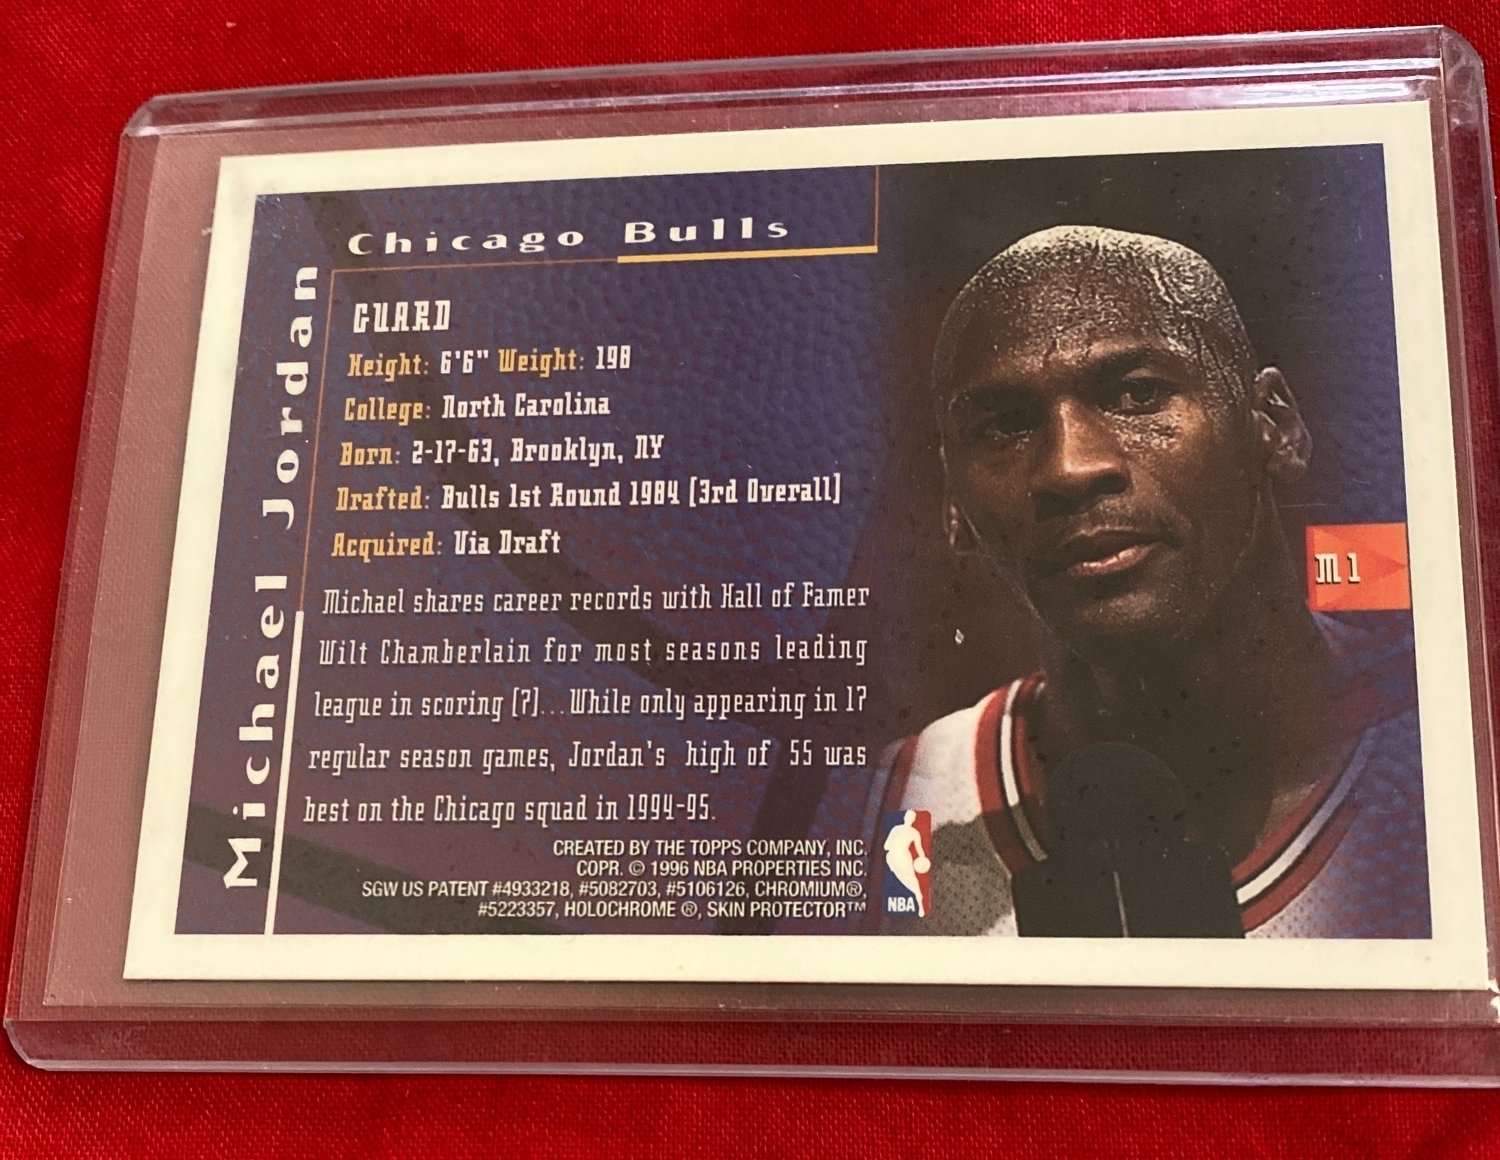 Chicago Bulls
Michael Jordan
GUARD
Height: 6'6" Weight: 198
College: North Carolina
Born: 2-17-63, Brooklyn, NY
Drafted: Bulls 1st Round 1984 (3rd Overall)
Acquired: Via Draft
Michael shares career records with Hall of Famer
Wilt Chamberlain for most seasons leading
league in scoring (7)...While only appearing in 17
regular season games, Jordan's high of 55 was
best on the Chicago squad in 1994-95.
M 1
CREATED BY THE TOPPS COMPANY, INC.
COPR. © 1996 NBA PROPERTIES INC.
SGW US PATENT #4933218, #5082703, #5106126, CHROMIUM®,
#5223357, HOLOCHROME ®, SKIN PROTECTOR™
NBA